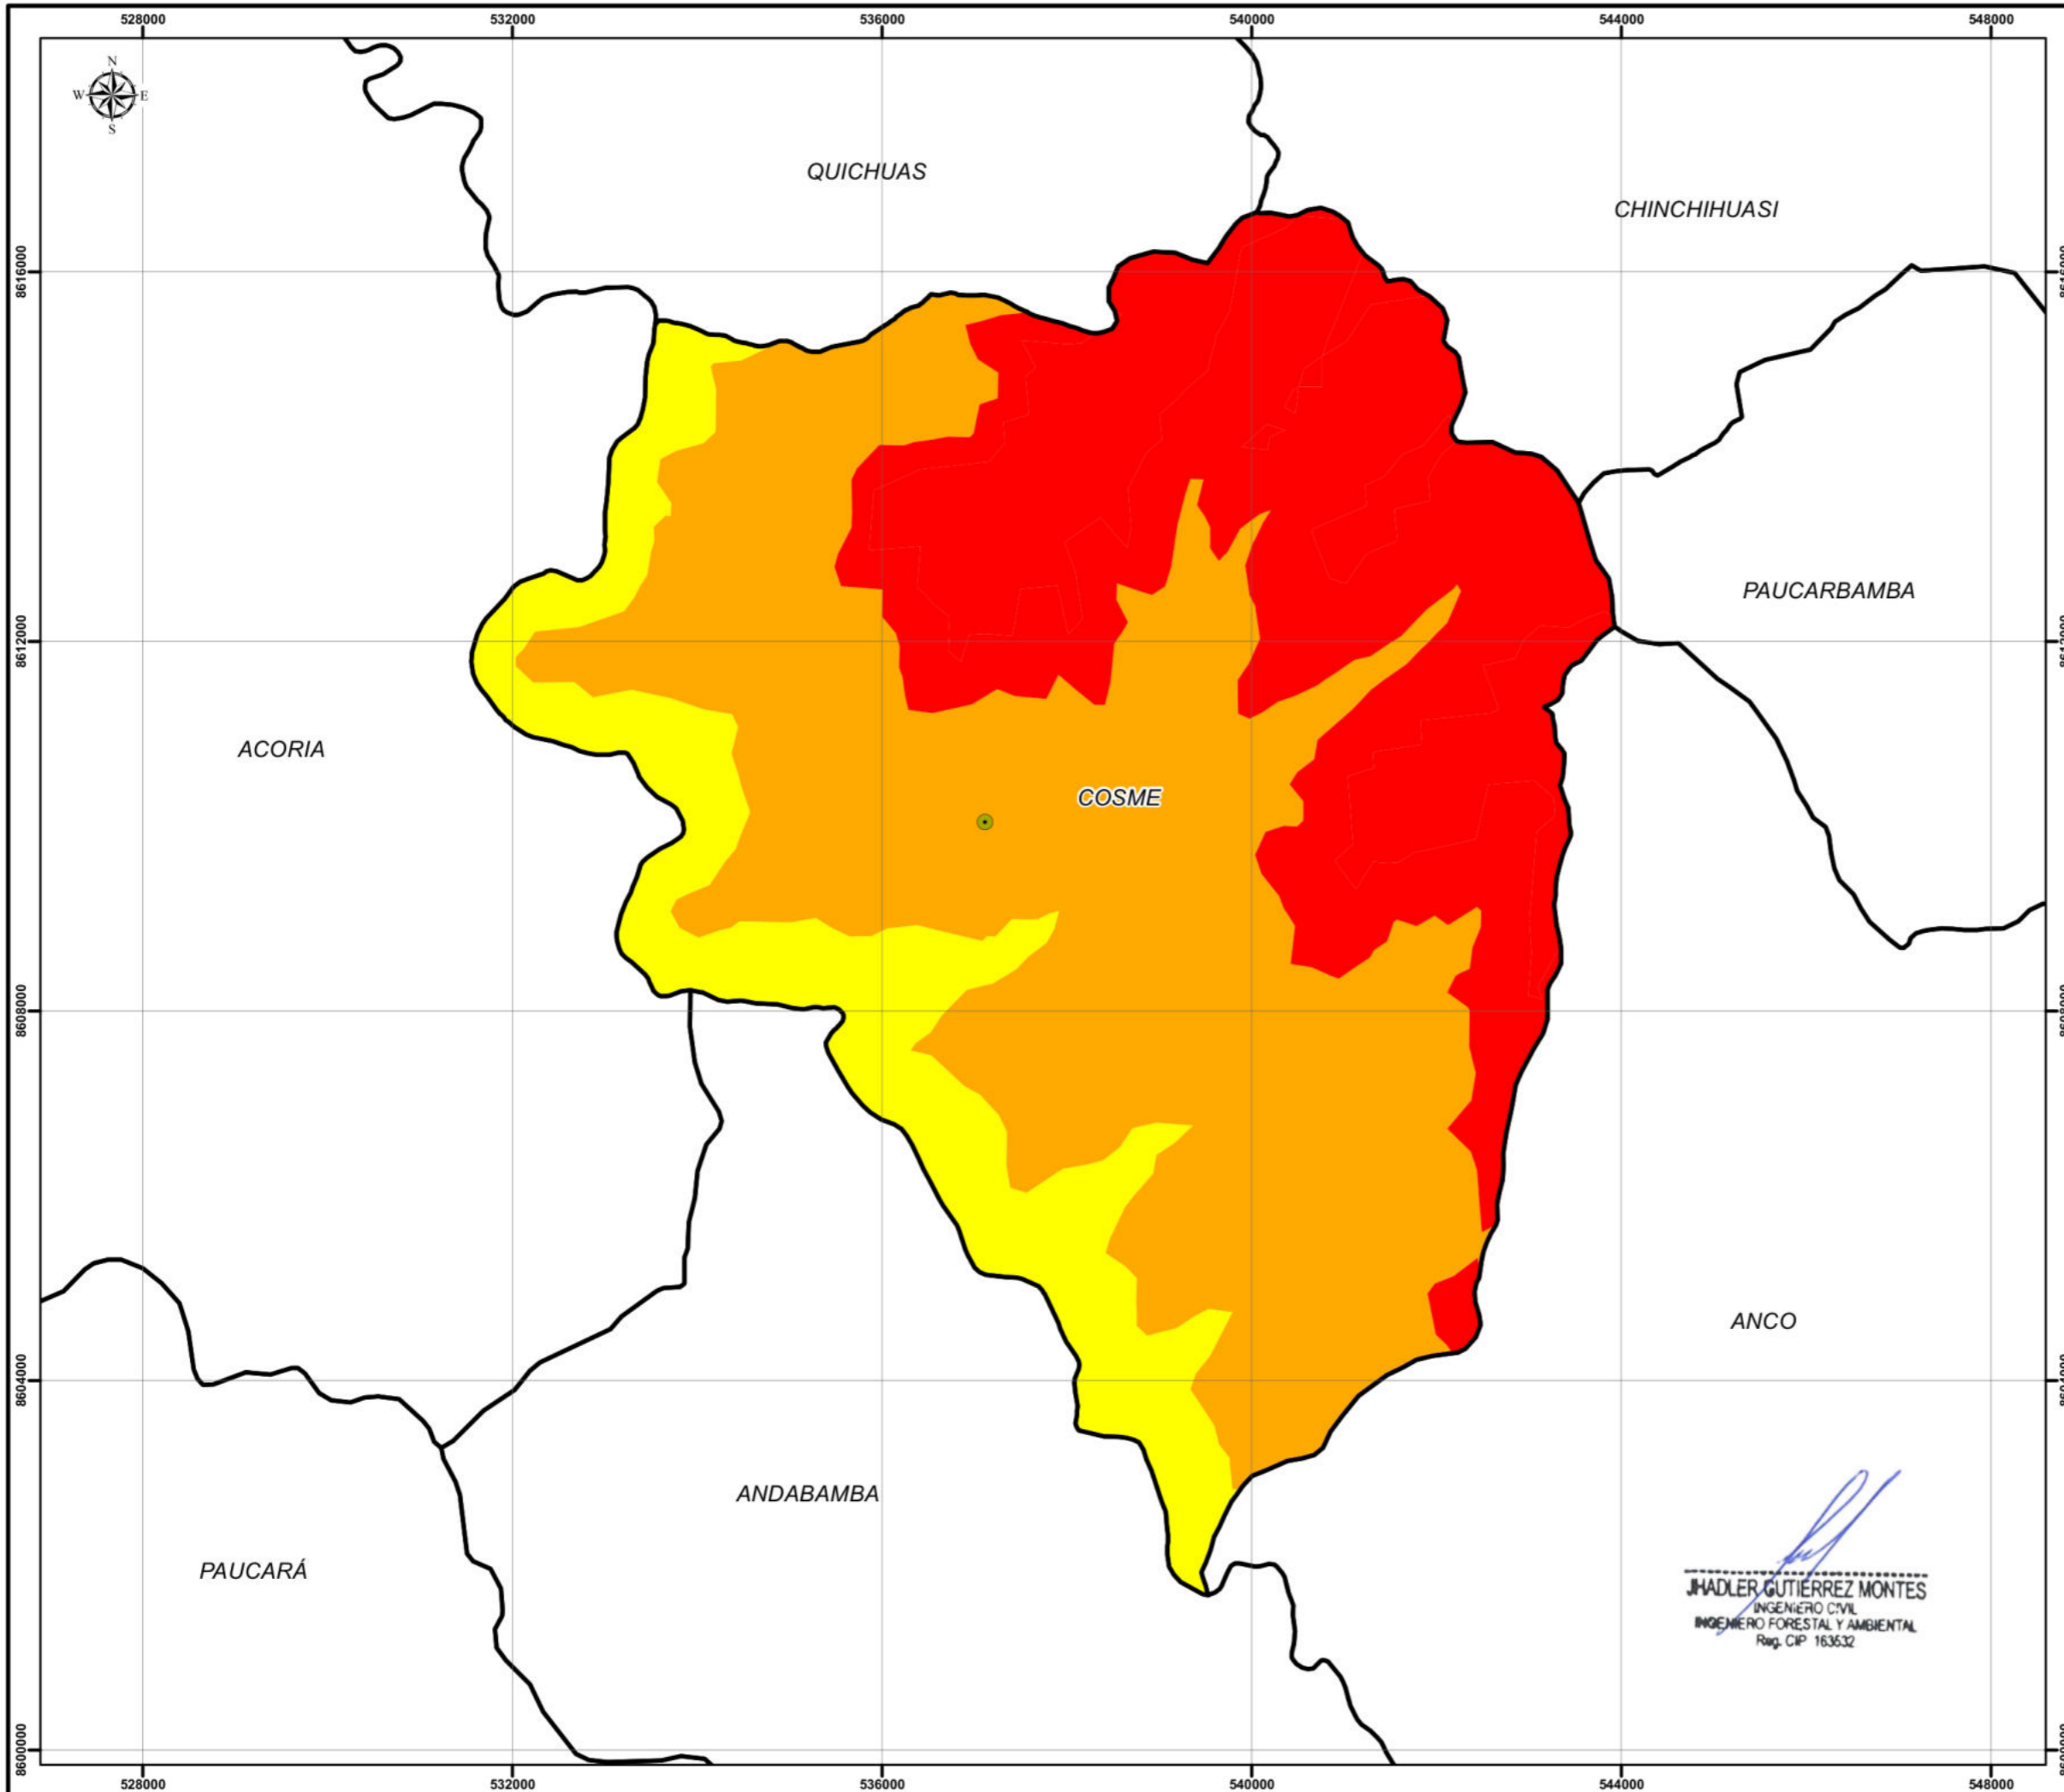 528000 532000 536000 540000 544000 548000
N
W E
S
QUICHUAS
CHINCHIHUASI
8616000
PAUCARBAMBA
8612000
ACORIA
COSME
8608000
ANCO
8604000
ANDABAMBA
PAUCARÁ
JHADLER GUTIERREZ MONTES
INGENIERO CIVIL
INGENIERO FORESTAL Y AMBIENTAL
Reg. CIP 163532
8600000
528000 532000 536000 540000 544000 548000